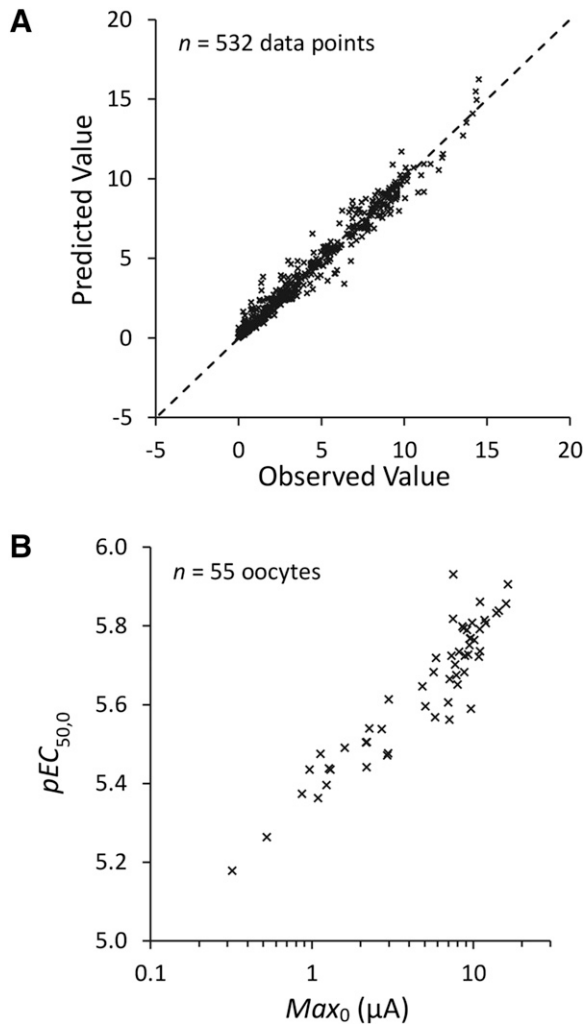 A
n = 532 data points
20
15
10
5
0
-5
Predicted Value
-5 0 5 10 15 20
Observed Value
B
n = 55 oocytes
6.0
5.8
5.6
5.4
5.2
5.0
pEC50,0
0.1 1 10
Max0 (µA)